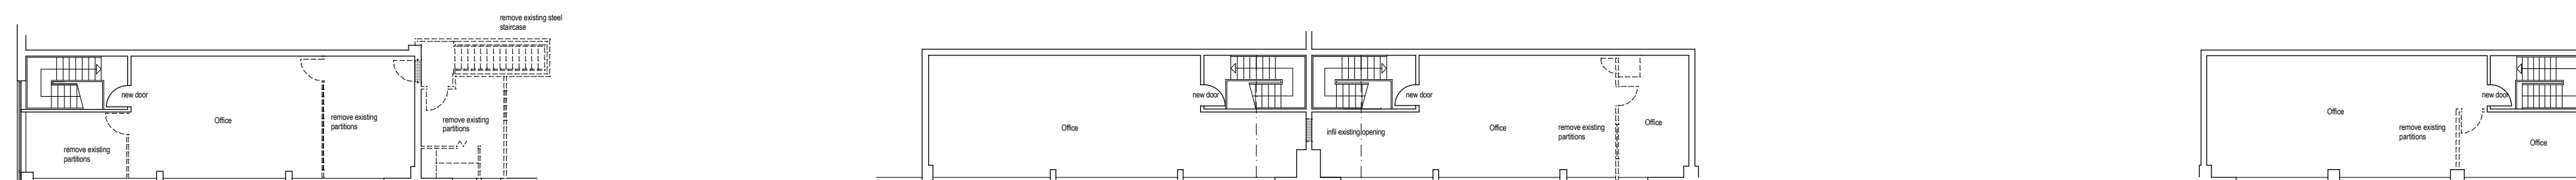 remove existing steel
staircase
new door
Office
remove existing
partitions
remove existing
partitions
remove existing
partitions
new door
Office
new door
infil existing opening
Office
remove existing
partitions
Office
new door
Office
remove existing
partitions
Office